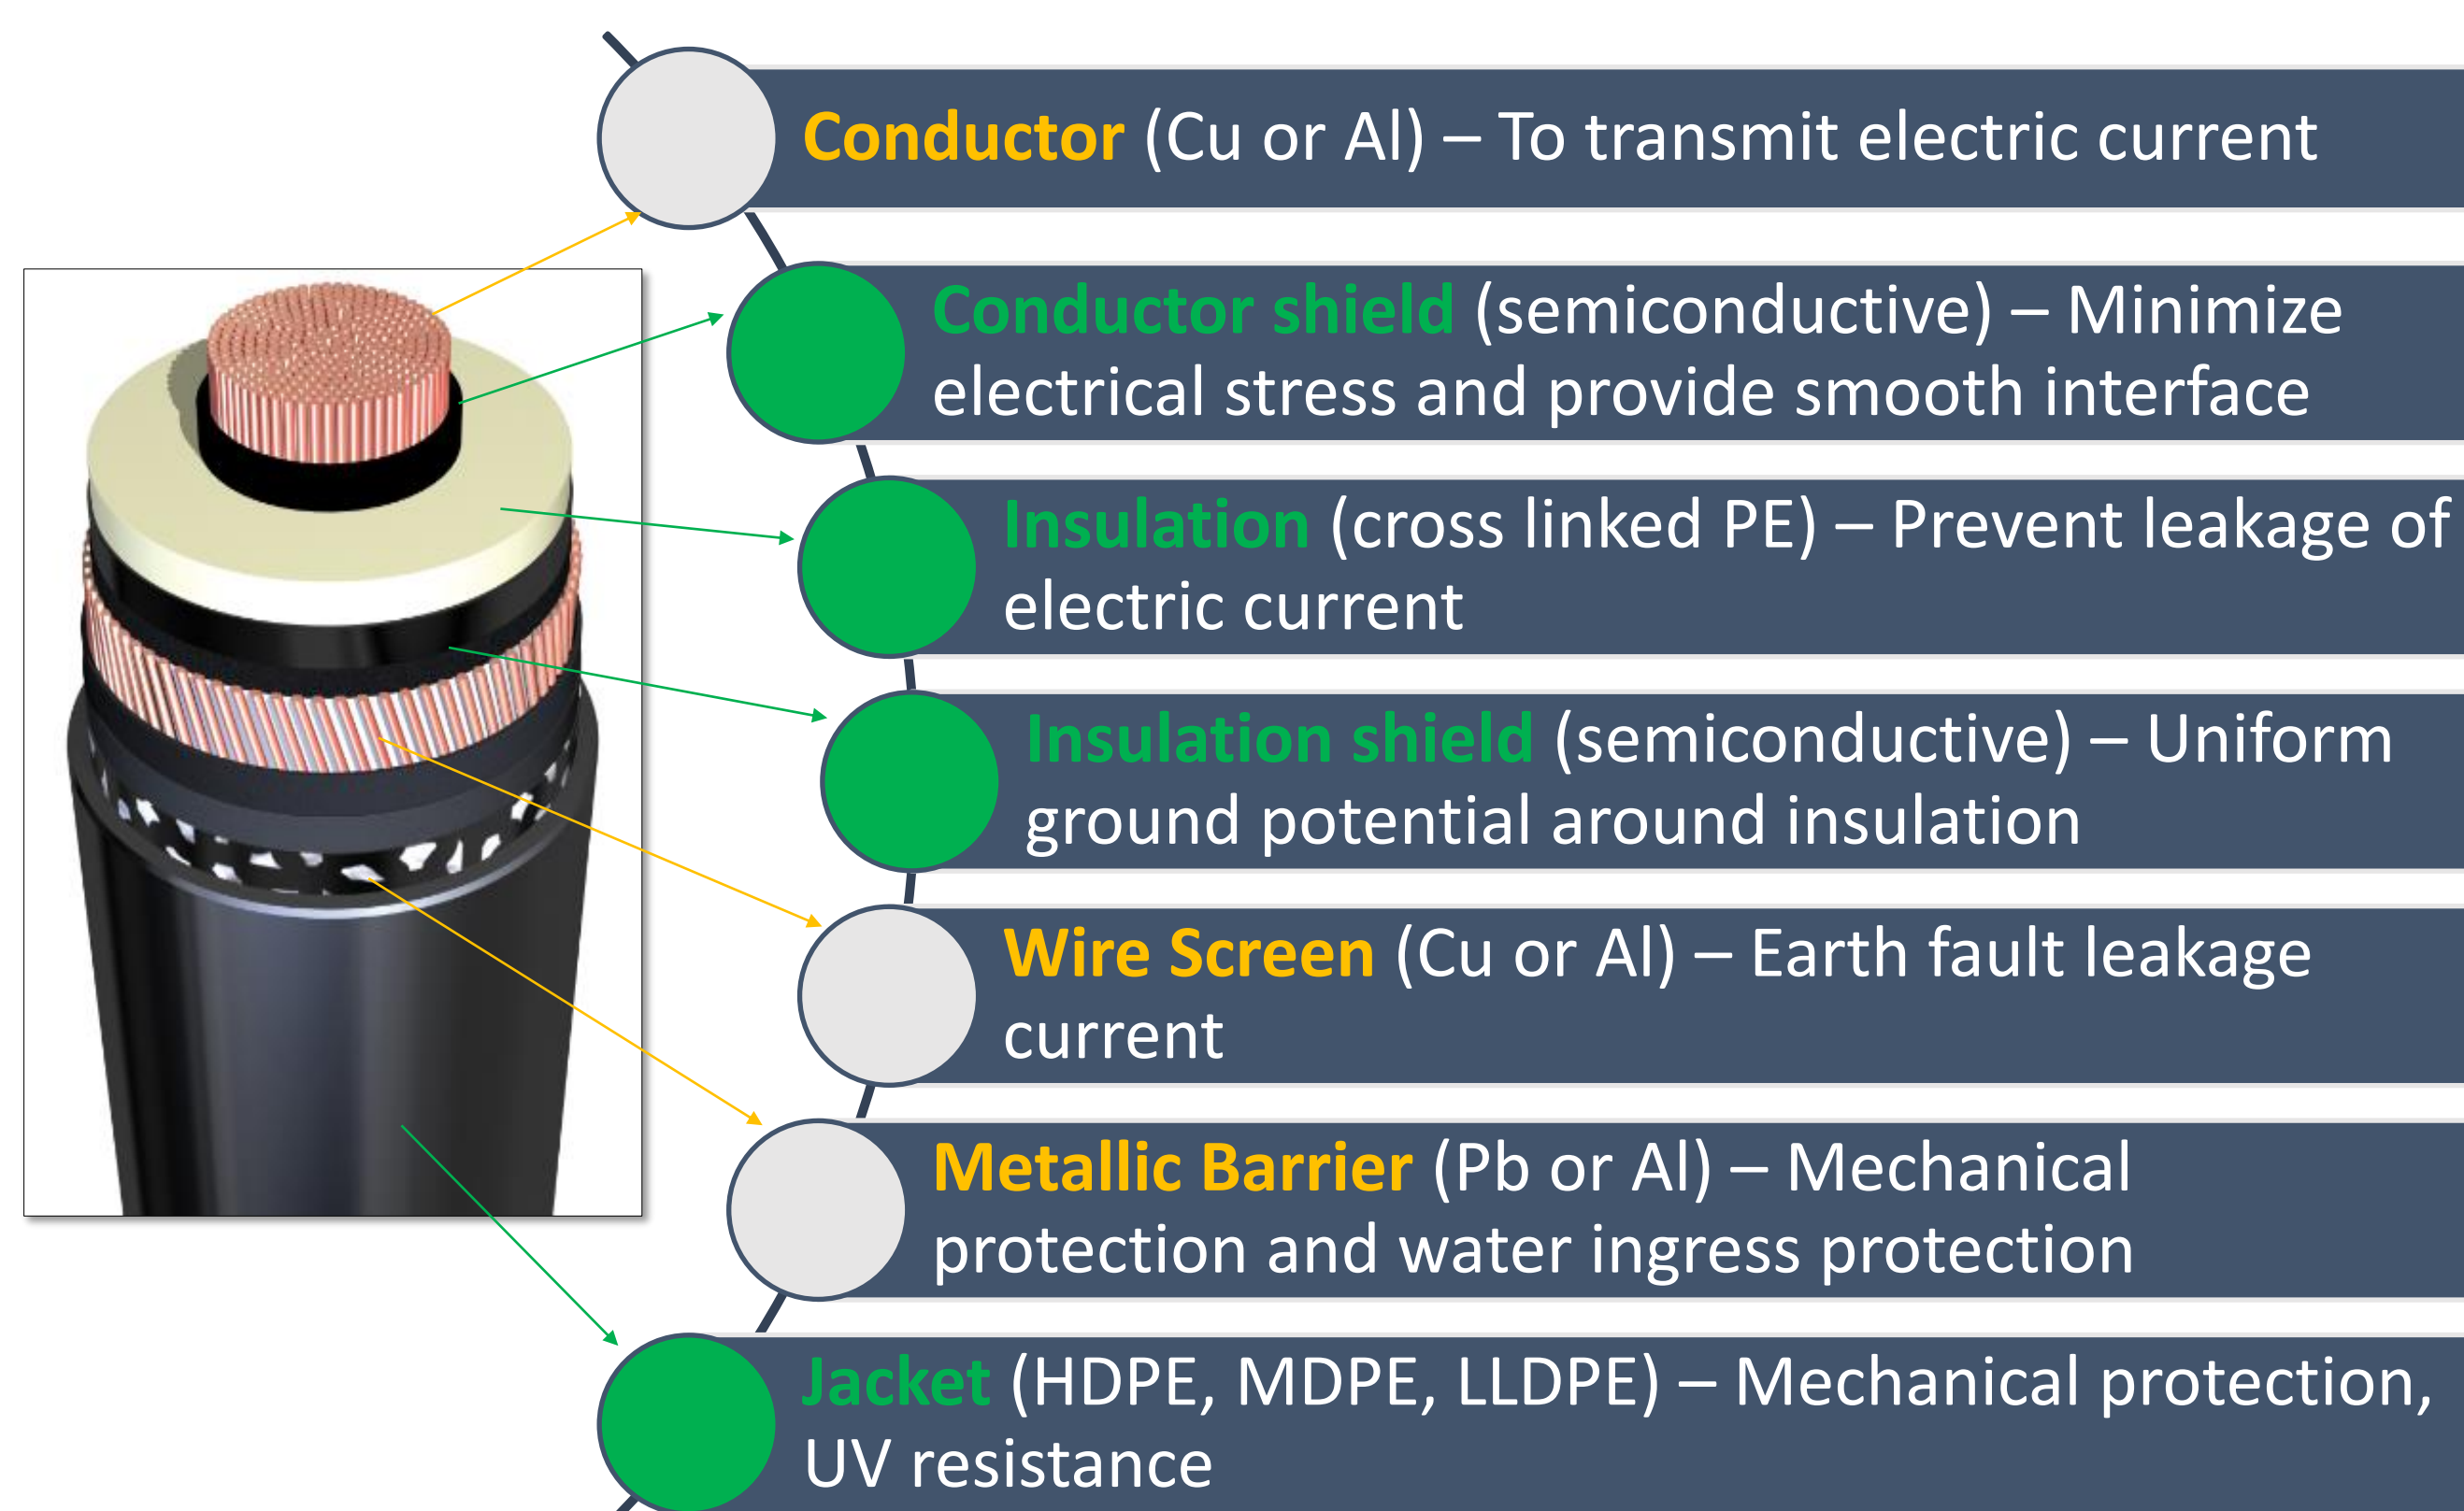 Conductor (Cu or Al) – To transmit electric current
Conductor shield (semiconductive) – Minimize
electrical stress and provide smooth interface
Insulation (cross linked PE) – Prevent leakage of
electric current
Insulation shield (semiconductive) – Uniform
ground potential around insulation
Wire Screen (Cu or Al) – Earth fault leakage
current
Metallic Barrier (Pb or Al) – Mechanical
protection and water ingress protection
Jacket (HDPE, MDPE, LLDPE) – Mechanical protection,
UV resistance